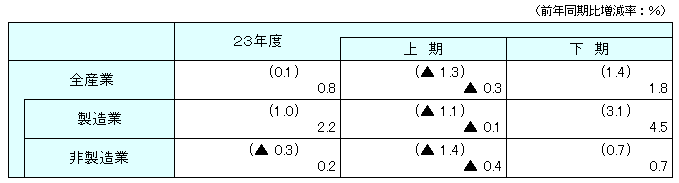 (前年同期比増減率：％)
２３年度
上 期
下 期
全産業
(0.1)
0.8
(▲ 1.3)
▲ 0.3
(1.4)
1.8
製造業
(1.0)
2.2
(▲ 1.1)
▲ 0.1
(3.1)
4.5
非製造業
(▲ 0.3)
0.2
(▲ 1.4)
▲ 0.4
(0.7)
0.7